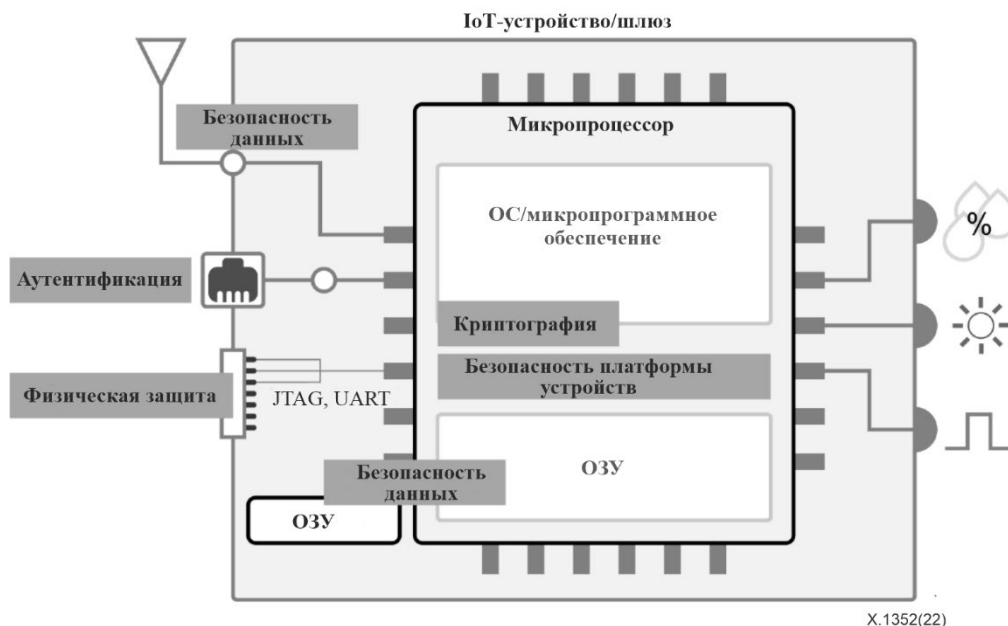 IoT-устройство/шлюз
Безопасность
данных
Микропроцессор
ОС/микропрограммное
обеспечение
%
Аутентификация
Криптография
Безопасность платформы
устройств
Физическая защита
JTAG, UART
Безопасность
данных
ОЗУ
ОЗУ
X.1352(22)